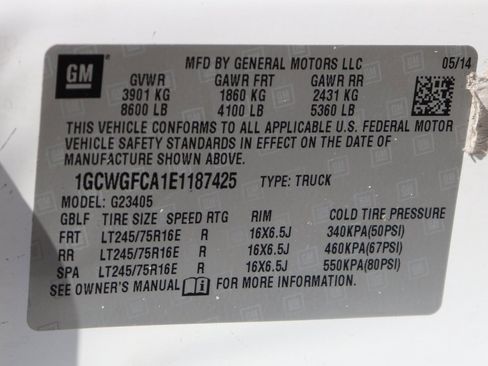 GM MFD BY GENERAL MOTORS LLC 05/14
GVWR GAWR FRT GAWR RR
3901 KG 1860 KG 2431 KG
8600 LB 4100 LB 5360 LB
THIS VEHICLE CONFORMS TO ALL APPLICABLE U.S. FEDERAL MOTOR
VEHICLE SAFETY STANDARDS IN EFFECT ON THE DATE OF
MANUFACTURE SHOWN ABOVE.
1GCWGFCA1E1187425 TYPE: TRUCK
MODEL: G23405
GBLF TIRE SIZE SPEED RTG RIM COLD TIRE PRESSURE
FRT LT245/75R16E R 16X6.5J 340KPA(50PSI)
RR LT245/75R16E R 16X6.5J 460KPA(67PSI)
SPA LT245/75R16E R 16X6.5J 550KPA(80PSI)
SEE OWNER'S MANUAL FOR MORE INFORMATION.